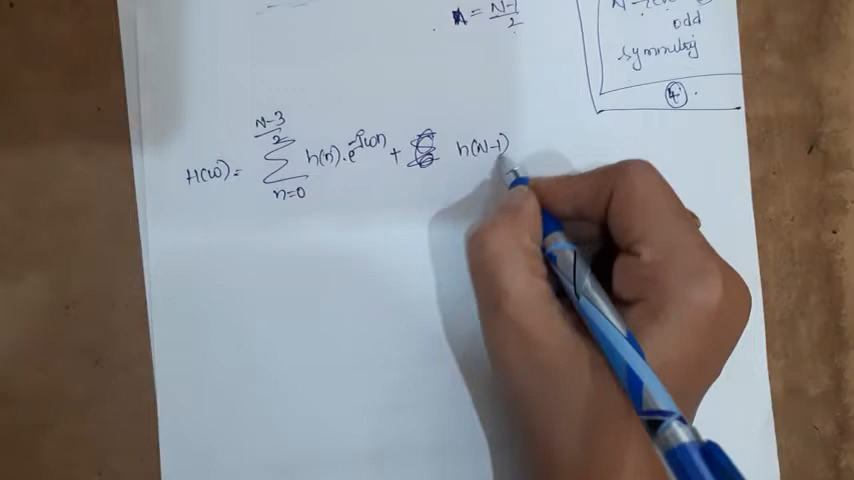 n = N-1/2
odd
symmetry
4.
H(ω) = Σ_{n=0}^{N-3/2} h(n).e^{-jωn} + h(N-1)